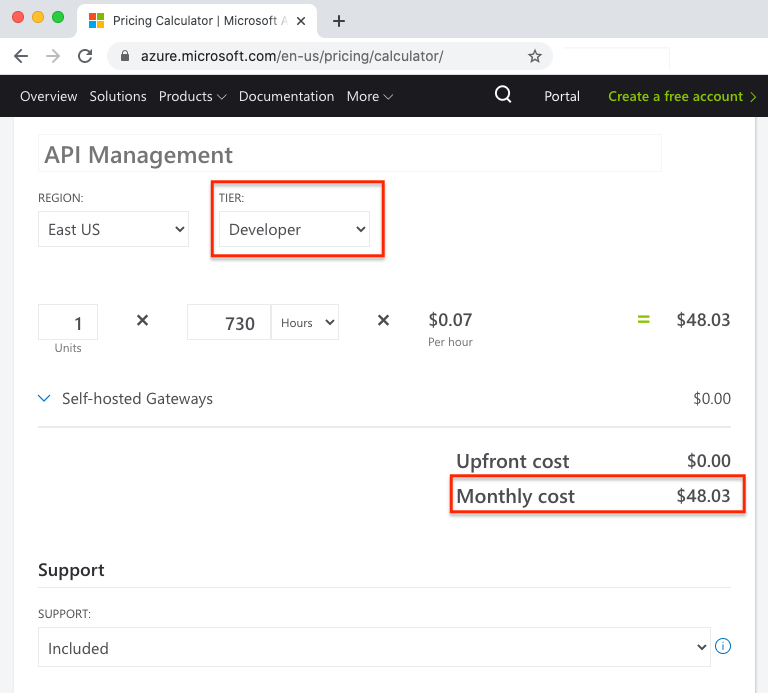 Pricing Calculator | Microsoft A
azure.microsoft.com/en-us/pricing/calculator/
Overview Solutions Products Documentation More Portal Create a free account
API Management
REGION: TIER:
East US Developer
1 × 730 Hours × $0.07 = $48.03
Units Per hour
Self-hosted Gateways $0.00
Upfront cost $0.00
Monthly cost $48.03
Support
SUPPORT:
Included